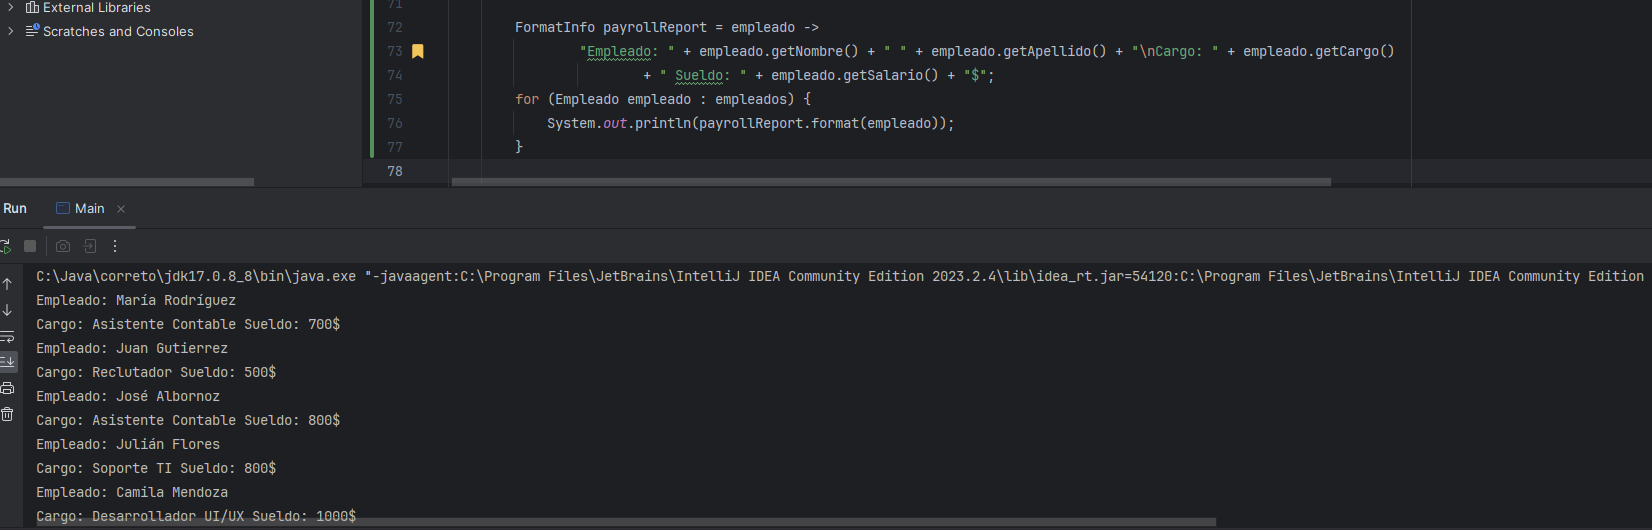 External Libraries
Scratches and Consoles
71
72 FormatInfo payrollReport = empleado ->
73 "Empleado: " + empleado.getNombre() + " " + empleado.getApellido() + "\nCargo: " + empleado.getCargo()
74 + " Sueldo: " + empleado.getSalario() + "$";
75 for (Empleado empleado : empleados) {
76 System.out.println(payrollReport.format(empleado));
77 }
78
Run Main
C:\Java\correto\jdk17.0.8_8\bin\java.exe "-javaagent:C:\Program Files\JetBrains\IntelliJ IDEA Community Edition 2023.2.4\lib\idea_rt.jar=54120:C:\Program Files\JetBrains\IntelliJ IDEA Community Edition
Empleado: María Rodríguez
Cargo: Asistente Contable Sueldo: 700$
Empleado: Juan Gutierrez
Cargo: Reclutador Sueldo: 500$
Empleado: José Albornoz
Cargo: Asistente Contable Sueldo: 800$
Empleado: Julián Flores
Cargo: Soporte TI Sueldo: 800$
Empleado: Camila Mendoza
Cargo: Desarrollador UI/UX Sueldo: 1000$